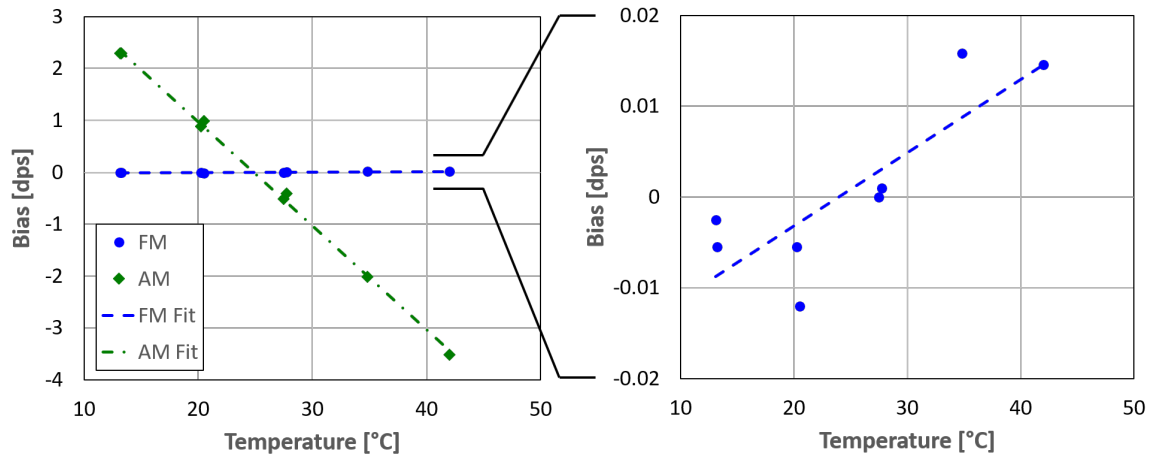 3
2
1
0
-1
-2
-3
-4
Bias [dps]
FM
AM
FM Fit
AM Fit
10 20 30 40 50
Temperature [°C]
0.02
0.01
0
-0.01
-0.02
Bias [dps]
10 20 30 40 50
Temperature [°C]